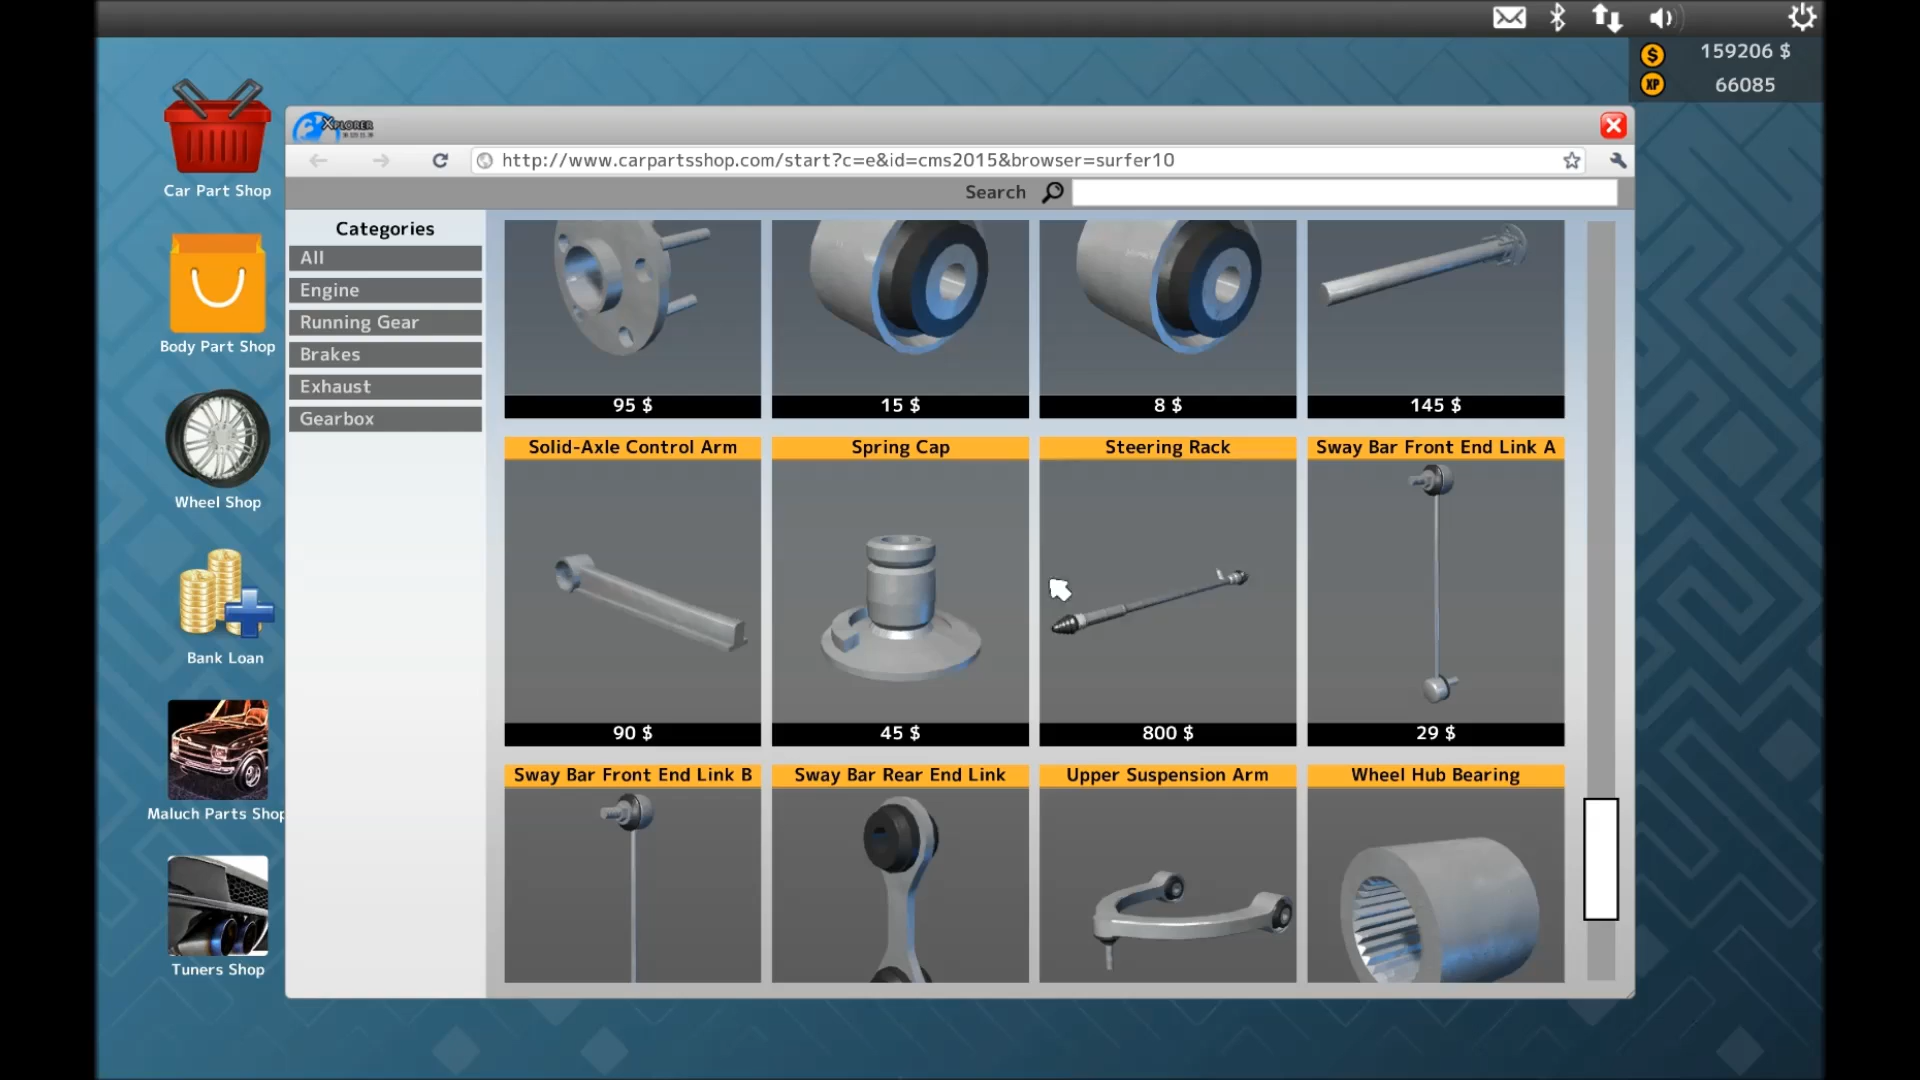 159206 $
XP 66085
XPLORER
http://www.carpartsshop.com/start?c=e&id=cms2015&browser=surfer10
Search
Car Part Shop
Body Part Shop
Wheel Shop
Bank Loan
Maluch Parts Shop
Tuners Shop
Categories
All
Engine
Running Gear
Brakes
Exhaust
Gearbox
95 $
15 $
8 $
145 $
Solid-Axle Control Arm
Spring Cap
Steering Rack
Sway Bar Front End Link A
90 $
45 $
800 $
29 $
Sway Bar Front End Link B
Sway Bar Rear End Link
Upper Suspension Arm
Wheel Hub Bearing